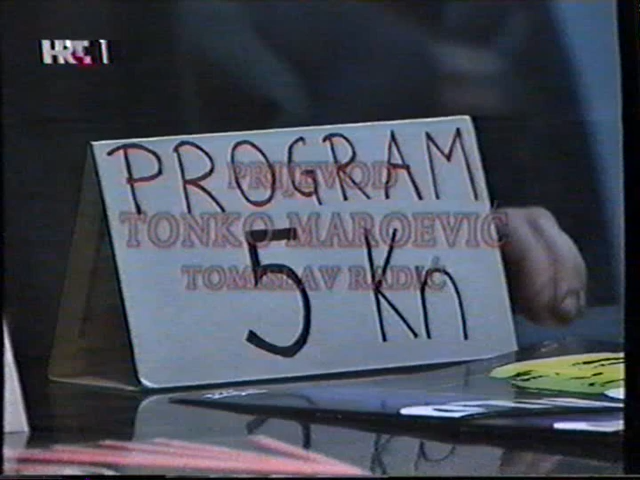 HRT 1
PROGRAM
PRIJEVOD
TONKO MAROEVIĆ
5 Kn
TOMISLAV RADIĆ